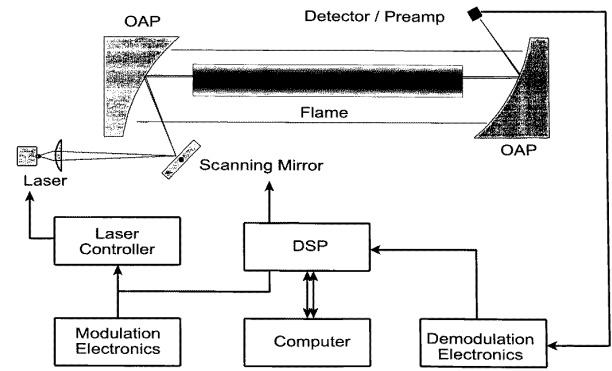 OAP
Detector / Preamp
Flame
OAP
Scanning Mirror
Laser
Laser
Controller
DSP
Modulation
Electronics
Computer
Demodulation
Electronics